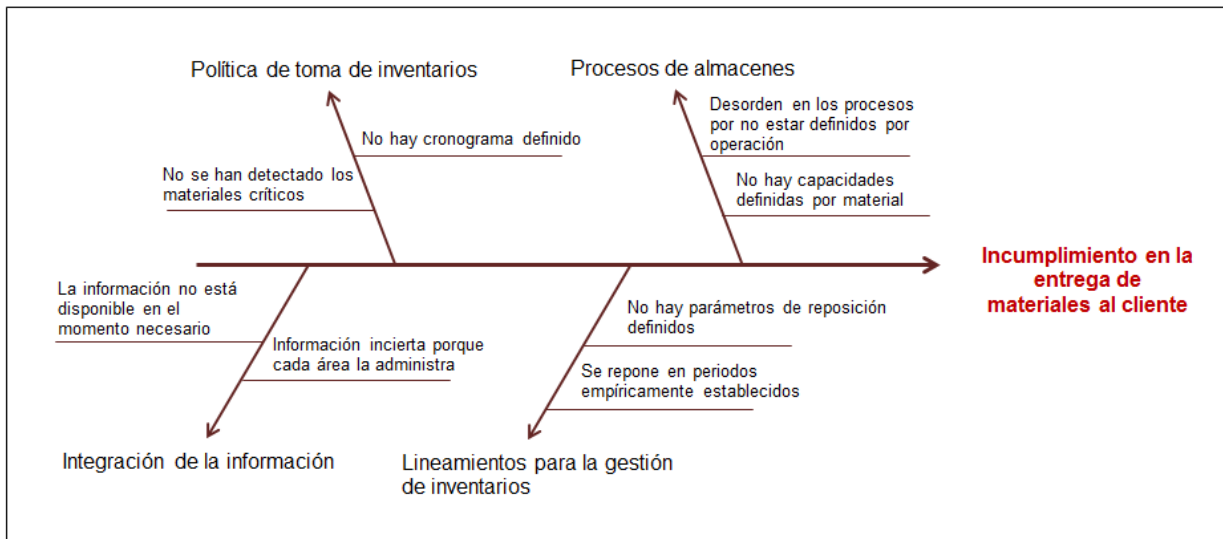 Política de toma de inventarios
No hay cronograma definido
No se han detectado los
materiales críticos
Procesos de almacenes
Desorden en los procesos
por no estar definidos por
operación
No hay capacidades
definidas por material
Incumplimiento en la
entrega de
materiales al cliente
La información no está
disponible en el
momento necesario
Información incierta porque
cada área la administra
Integración de la información
No hay parámetros de reposición
definidos
Se repone en periodos
empíricamente establecidos
Lineamientos para la gestión
de inventarios